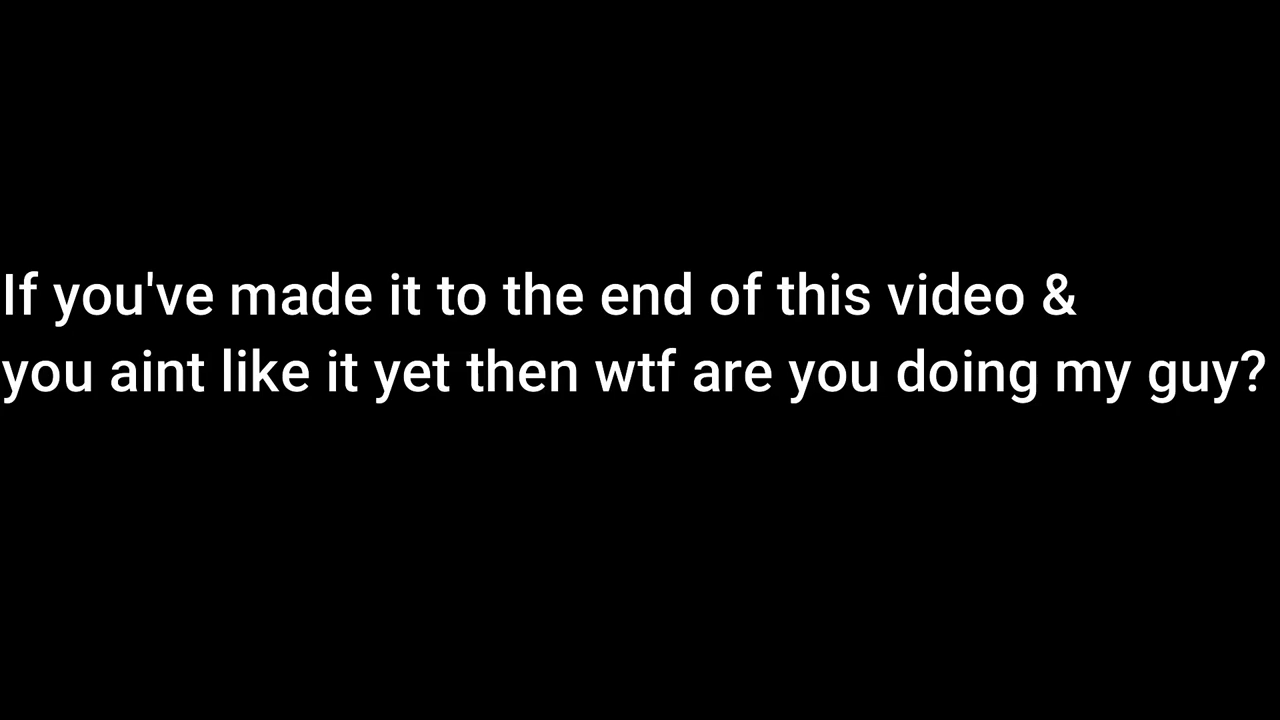 If you've made it to the end of this video &
you aint like it yet then wtf are you doing my guy?